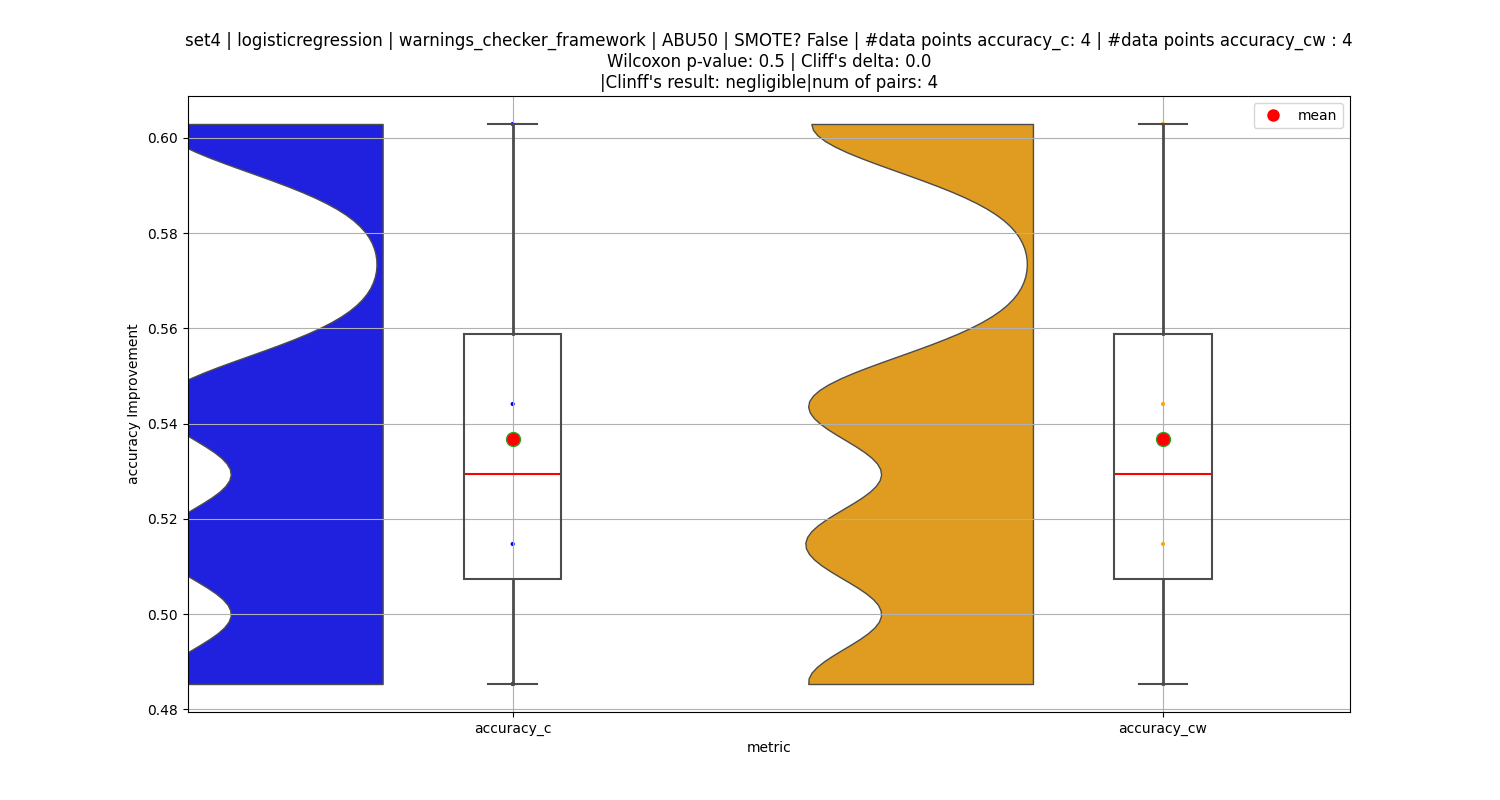 set4 | logisticregression | warnings_checker_framework | ABU50 | SMOTE? False | #data points accuracy_c: 4 | #data points accuracy_cw : 4
Wilcoxon p-value: 0.5 | Cliff's delta: 0.0
|Clinff's result: negligible|num of pairs: 4
mean
0.60
0.58
0.56
0.54
0.52
0.50
0.48
accuracy Improvement
accuracy_c
accuracy_cw
metric